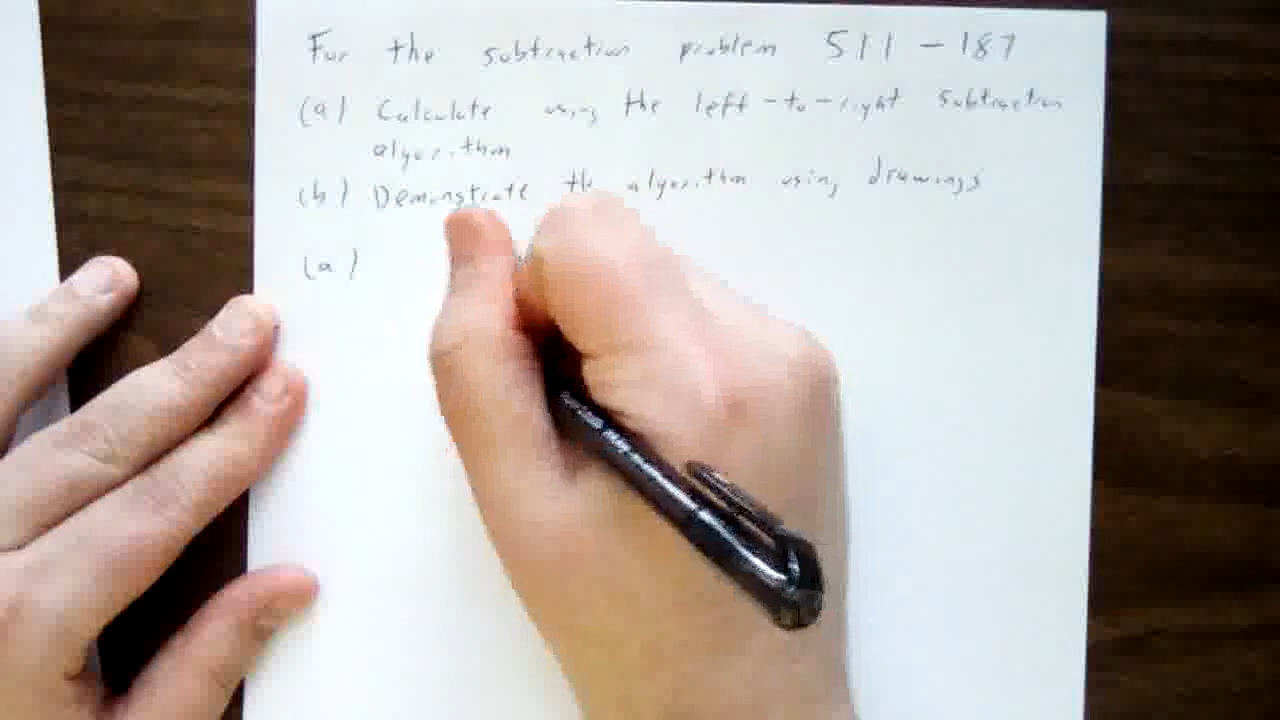 For the subtraction problem 511 - 187
(a) Calculate using the left-to-right subtraction
algorithm
(b) Demonstrate the algorithm using drawings
(a)